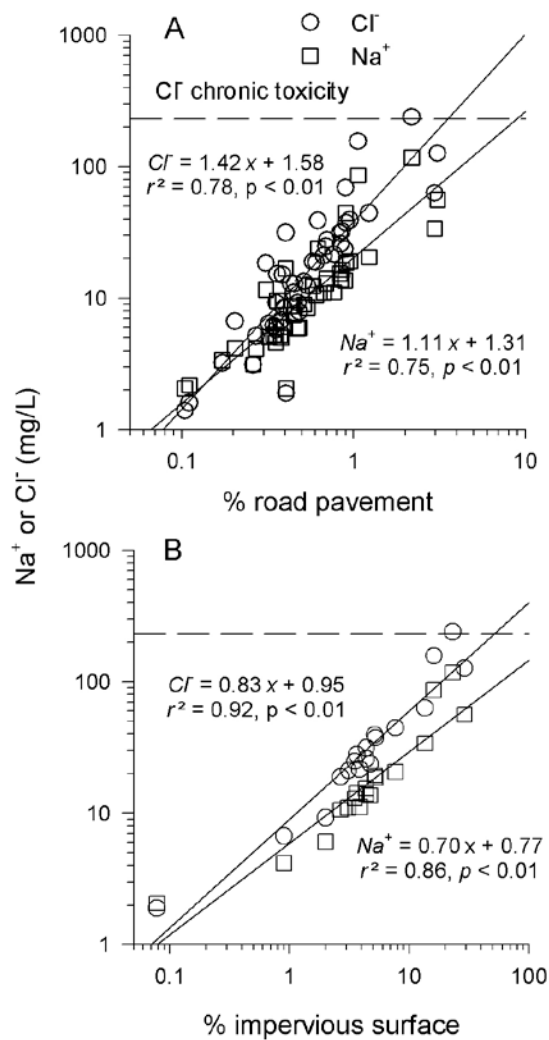 A
Cl⁻
Na⁺
1000
Cl⁻ chronic toxicity
100
Cl⁻ = 1.42 x + 1.58
r² = 0.78, p < 0.01
10
Na⁺ = 1.11 x + 1.31
r² = 0.75, p < 0.01
1
0.1 1 10
% road pavement
Na⁺ or Cl⁻ (mg/L)
B
1000
100
Cl⁻ = 0.83 x + 0.95
r² = 0.92, p < 0.01
10
Na⁺ = 0.70 x + 0.77
r² = 0.86, p < 0.01
1
0.1 1 10 100
% impervious surface